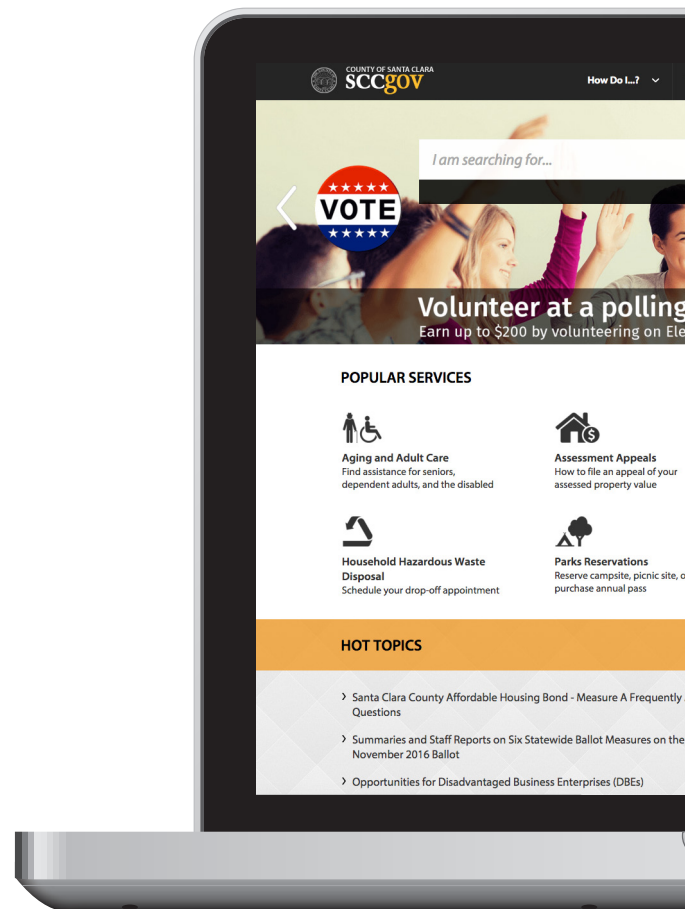 COUNTY OF SANTA CLARA
SCCgov
How Do I...?
I am searching for...
VOTE
Volunteer at a polling
Earn up to $200 by volunteering on Ele
POPULAR SERVICES
Aging and Adult Care
Find assistance for seniors,
dependent adults, and the disabled
Assessment Appeals
How to file an appeal of your
assessed property value
Household Hazardous Waste
Disposal
Schedule your drop-off appointment
Parks Reservations
Reserve campsite, picnic site, o
purchase annual pass
HOT TOPICS
Santa Clara County Affordable Housing Bond - Measure A Frequently
Questions
Summaries and Staff Reports on Six Statewide Ballot Measures on the
November 2016 Ballot
Opportunities for Disadvantaged Business Enterprises (DBEs)